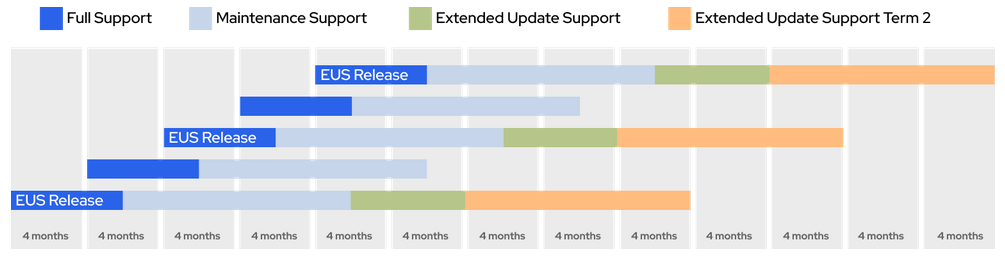 Full Support Maintenance Support Extended Update Support Extended Update Support Term 2
EUS Release
EUS Release
EUS Release
4 months 4 months 4 months 4 months 4 months 4 months 4 months 4 months 4 months 4 months 4 months 4 months 4 months